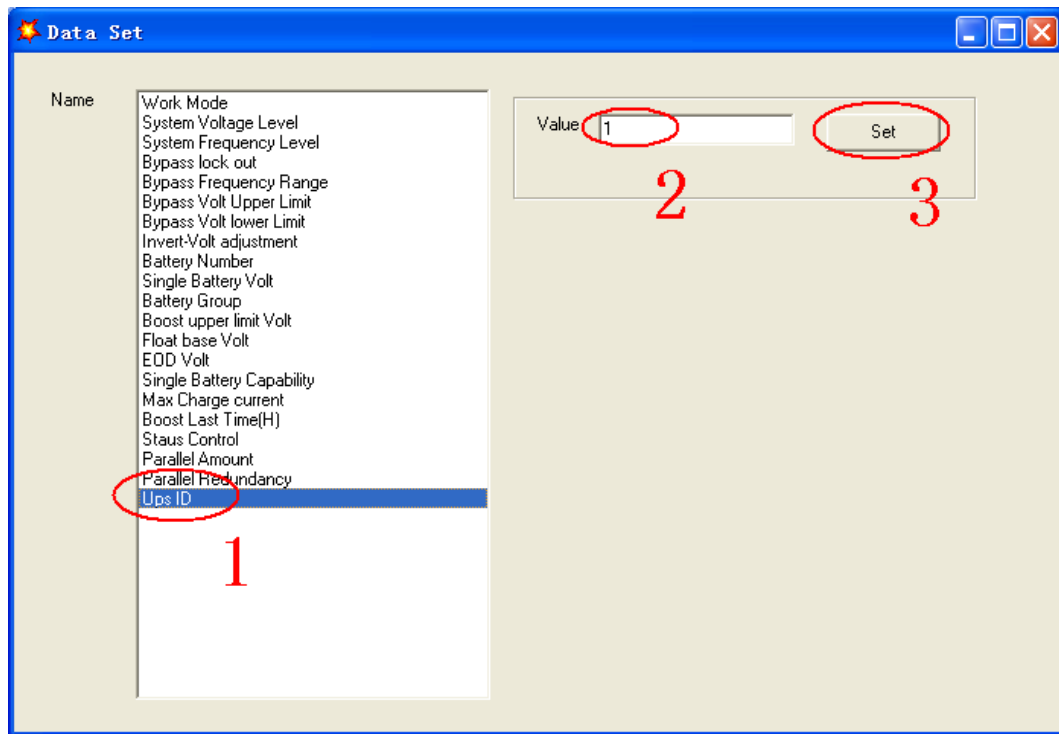 Data Set
Name
Work Mode
System Voltage Level
System Frequency Level
Bypass lock out
Bypass Frequency Range
Bypass Volt Upper Limit
Bypass Volt lower Limit
Invert-Volt adjustment
Battery Number
Single Battery Volt
Battery Group
Boost upper limit Volt
Float base Volt
EOD Volt
Single Battery Capability
Max Charge current
Boost Last Time(H)
Staus Control
Parallel Amount
Parallel Redundancy
Ups ID
1
Value 1
Set
2
3